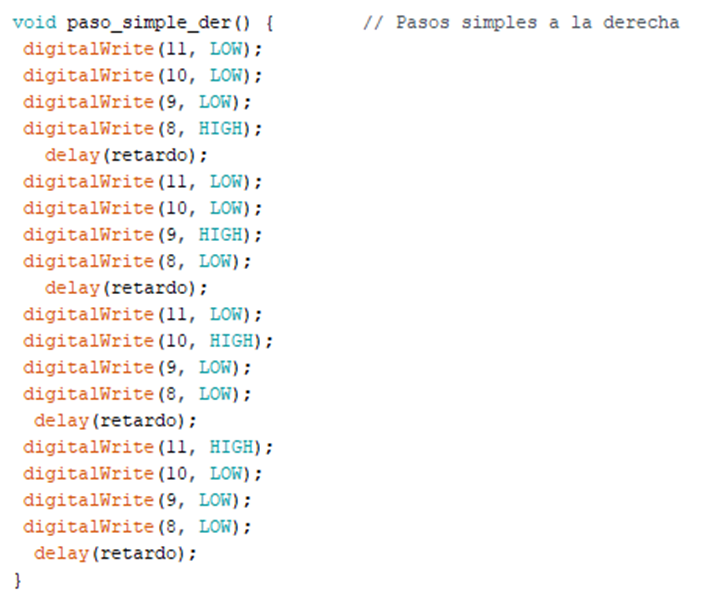 void paso_simple_der() {        // Pasos simples a la derecha
 digitalWrite(11, LOW);
 digitalWrite(10, LOW);
 digitalWrite(9, LOW);
 digitalWrite(8, HIGH);
   delay(retardo);
 digitalWrite(11, LOW);
 digitalWrite(10, LOW);
 digitalWrite(9, HIGH);
 digitalWrite(8, LOW);
   delay(retardo);
 digitalWrite(11, LOW);
 digitalWrite(10, HIGH);
 digitalWrite(9, LOW);
 digitalWrite(8, LOW);
  delay(retardo);
 digitalWrite(11, HIGH);
 digitalWrite(10, LOW);
 digitalWrite(9, LOW);
 digitalWrite(8, LOW);
  delay(retardo);
}